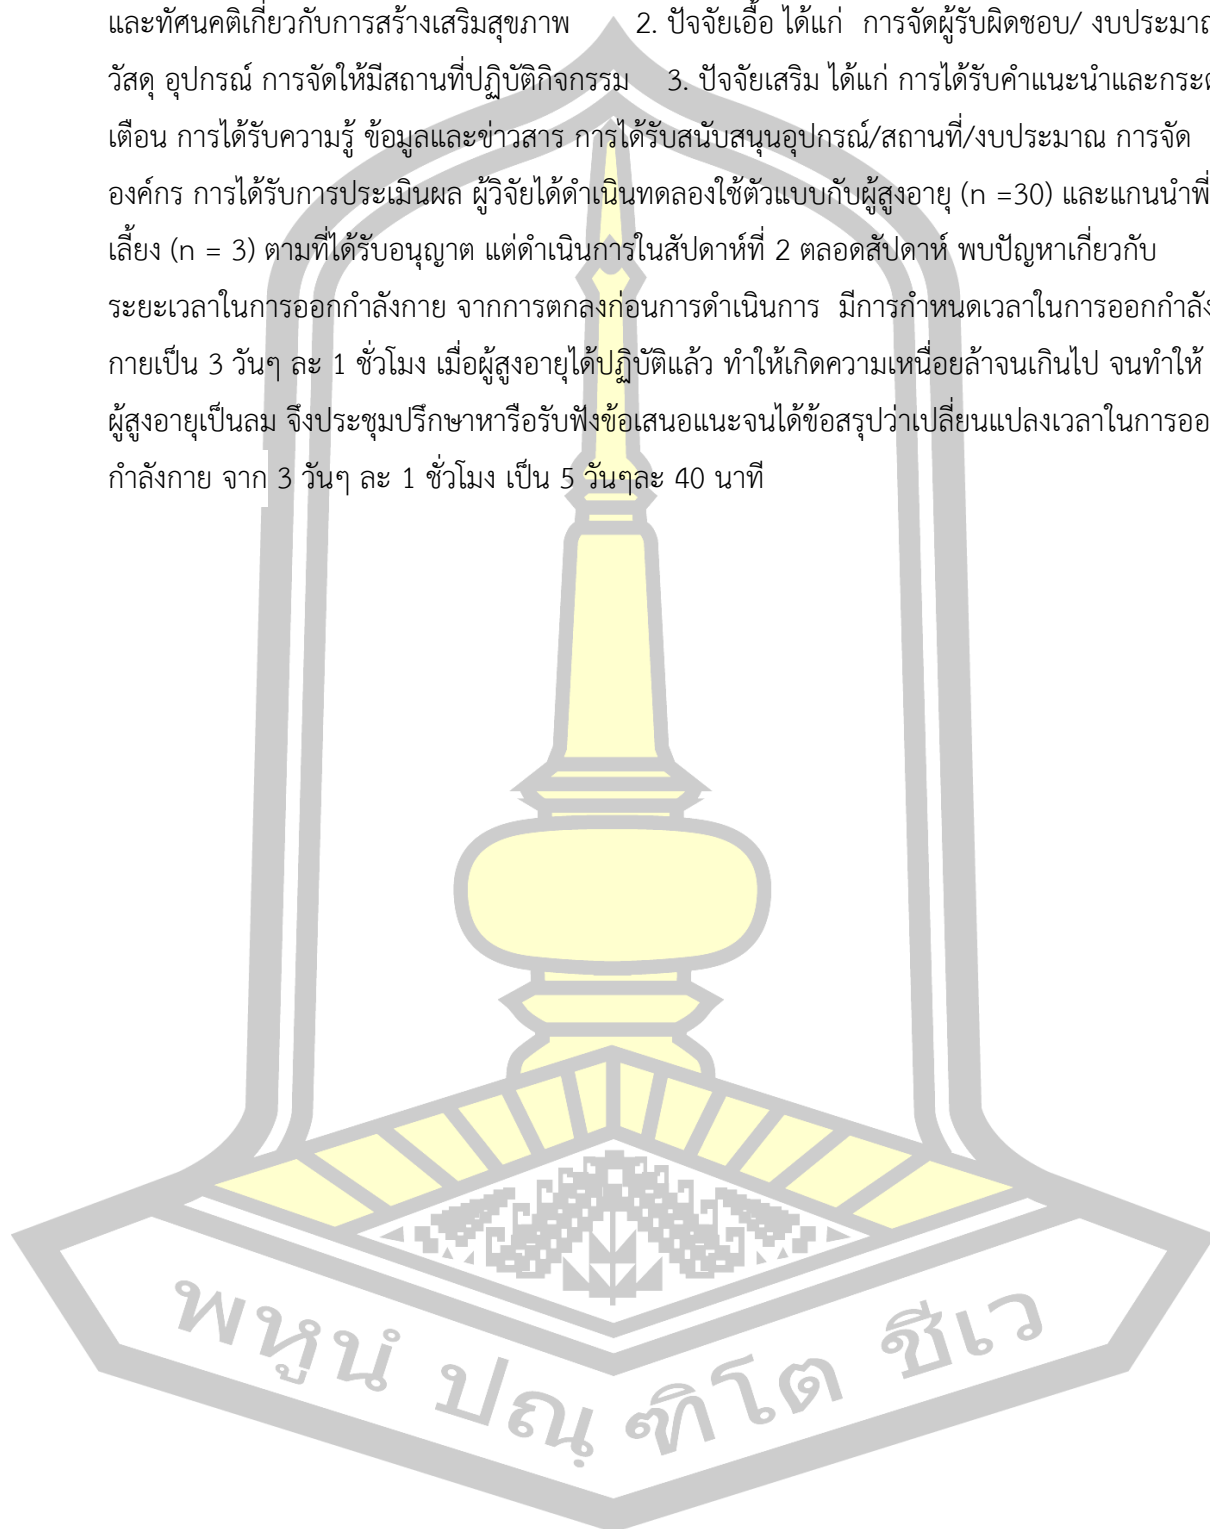 และทัศนคติเกี่ยวกับการสร้างเสริมสุขภาพ 2. ปัจจัยเอื้อ ได้แก่ การจัดผู้รับผิดชอบ/ งบประมาณ
วัสดุ อุปกรณ์ การจัดให้มีสถานที่ปฏิบัติกิจกรรม 3. ปัจจัยเสริม ได้แก่ การได้รับคำแนะนำและกระตุ
เตือน การได้รับความรู้ ข้อมูลและข่าวสาร การได้รับสนับสนุนอุปกรณ์/สถานที่/งบประมาณ การจัด
องค์กร การได้รับการประเมินผล ผู้วิจัยได้ดำเนินทดลองใช้ตัวแบบกับผู้สูงอายุ (n =30) และแกนนำพี่
เลี้ยง (n = 3) ตามที่ได้รับอนุญาต แต่ดำเนินการในสัปดาห์ที่ 2 ตลอดสัปดาห์ พบปัญหาเกี่ยวกับ
ระยะเวลาในการออกกำลังกาย จากการตกลงก่อนการดำเนินการ มีการกำหนดเวลาในการออกกำลัง
กายเป็น 3 วันๆ ละ 1 ชั่วโมง เมื่อผู้สูงอายุได้ปฏิบัติแล้ว ทำให้เกิดความเหนื่อยล้าจนเกินไป จนทำให้
ผู้สูงอายุเป็นลม จึงประชุมปรึกษาหารือรับฟังข้อเสนอแนะจนได้ข้อสรุปว่าเปลี่ยนแปลงเวลาในการออ
กำลังกาย จาก 3 วันๆ ละ 1 ชั่วโมง เป็น 5 วันๆละ 40 นาที
พหูนํ ปณฺฑิโต ชีเว